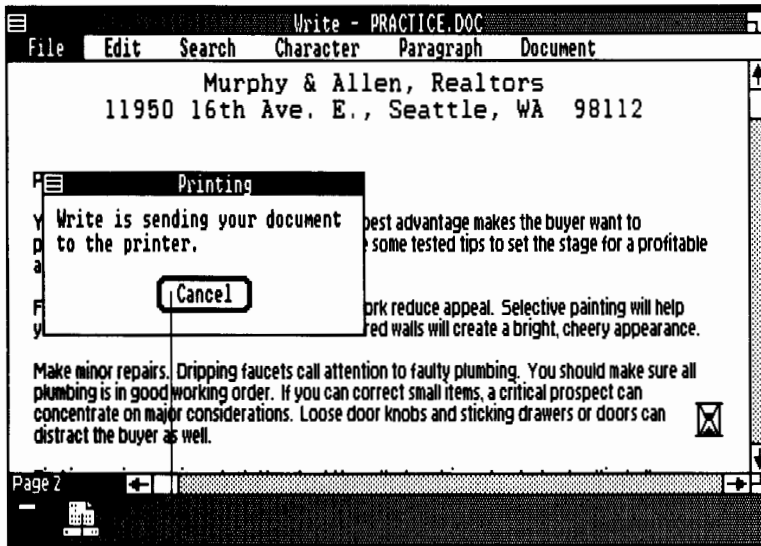 Write - PRACTICE.DOC
File Edit Search Character Paragraph Document
Murphy & Allen, Realtors
11950 16th Ave. E., Seattle, WA 98112
P
Printing
Write is sending your document
to the printer.
Cancel
Y best advantage makes the buyer want to
p some tested tips to set the stage for a profitable
a
F ork reduce appeal. Selective painting will help
y red walls will create a bright, cheery appearance.
Make minor repairs. Dripping faucets call attention to faulty plumbing. You should make sure all
plumbing is in good working order. If you can correct small items, a critical prospect can
concentrate on major considerations. Loose door knobs and sticking drawers or doors can
distract the buyer as well.
Page 2